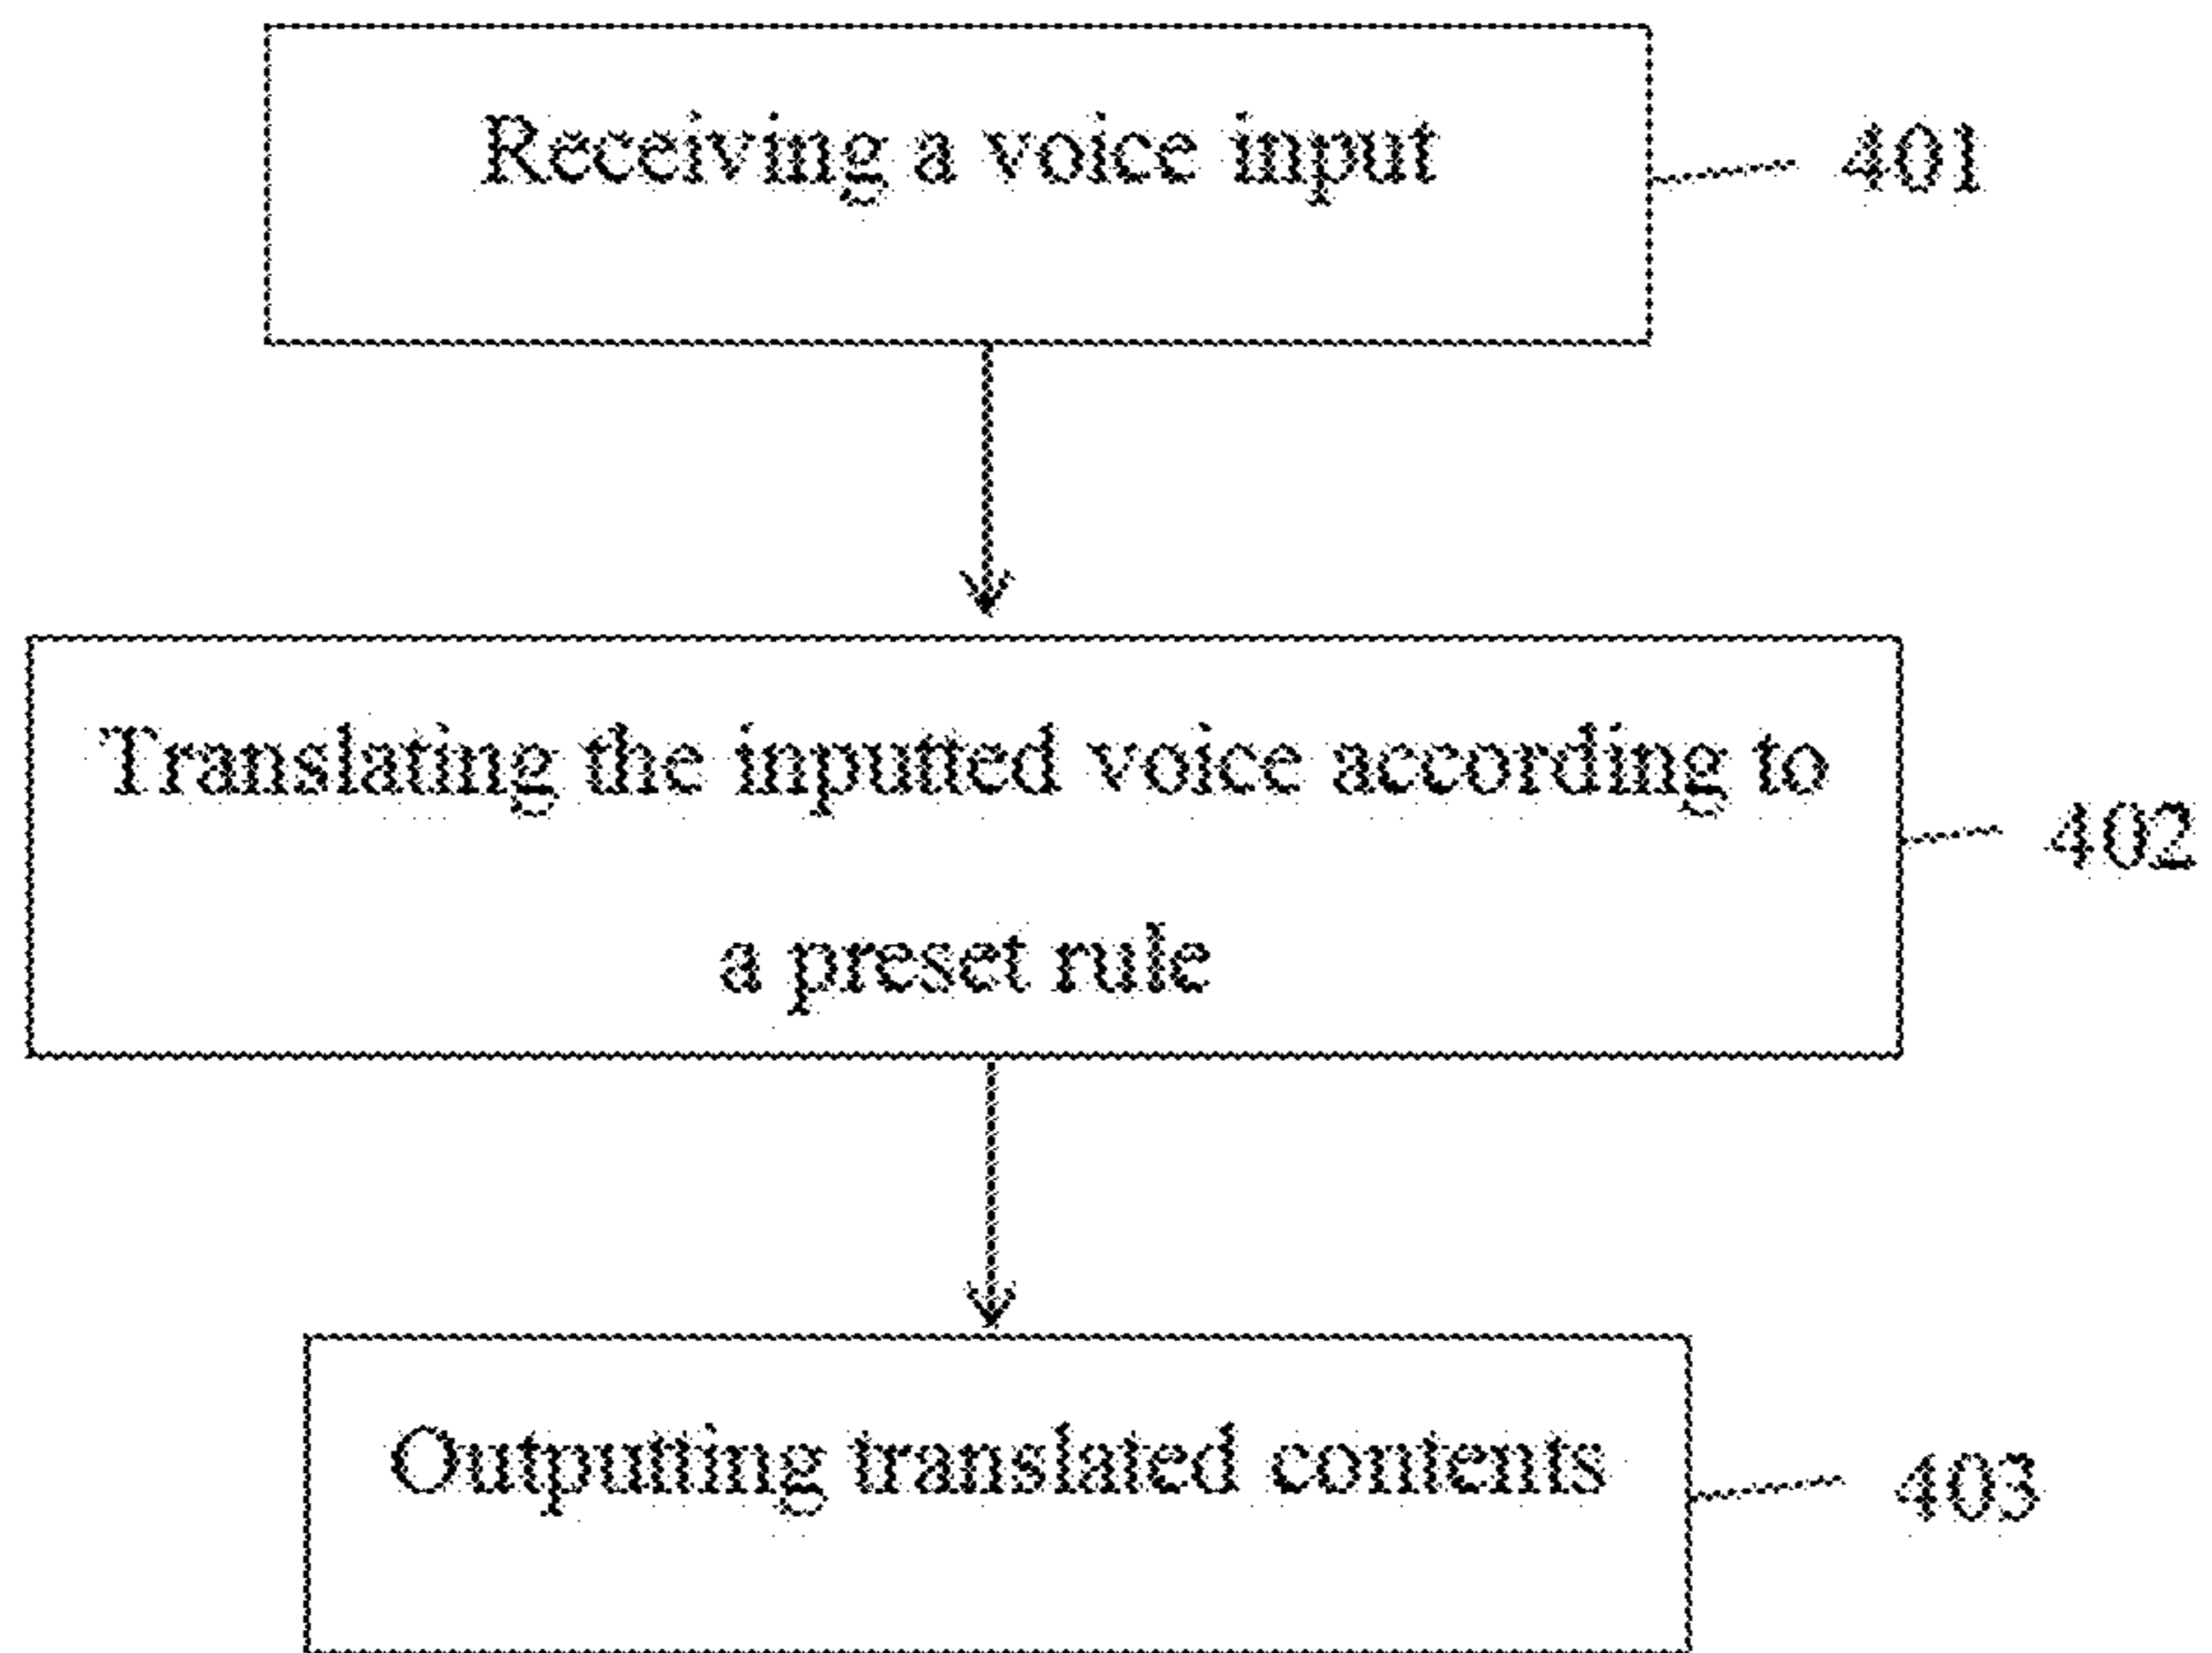 Receiving a voice input
401
Translating the inputted voice according to
402
a preset rule
Outputting translated contents
403